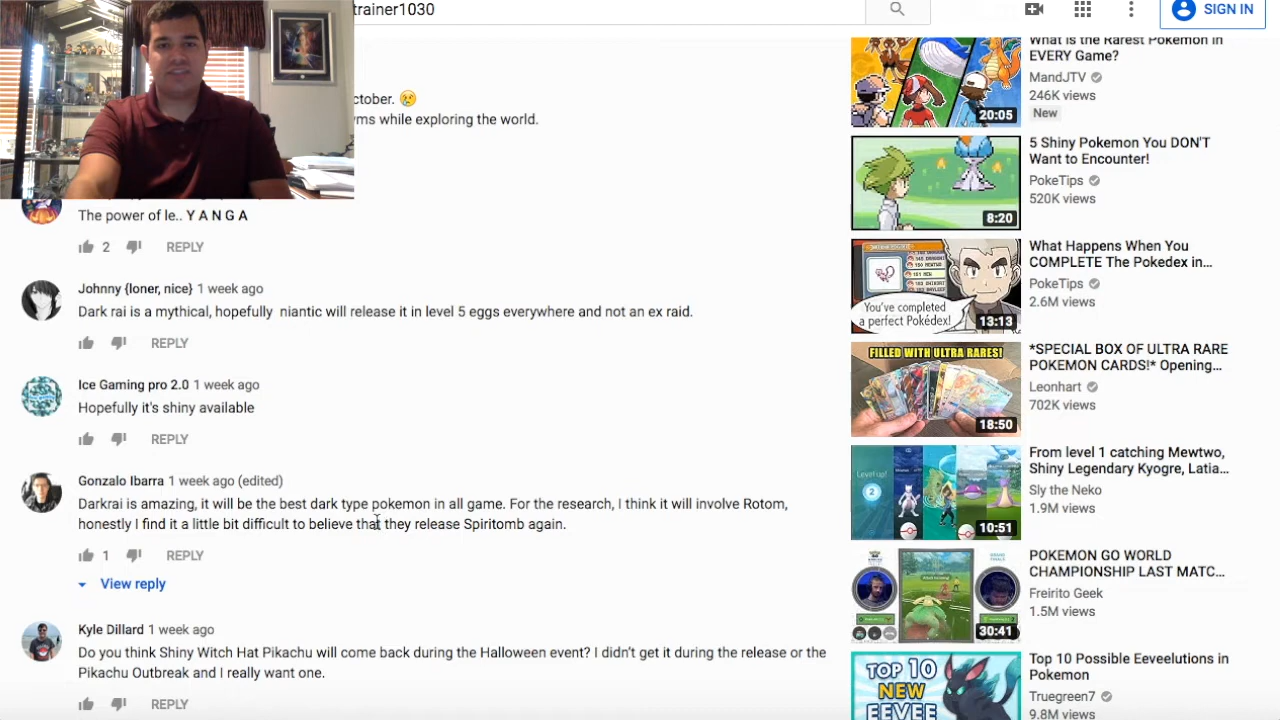 trainer1030
SIGN IN
ctober. 😢
ms while exploring the world.
The power of le.. Y A N G A
2 REPLY
Johnny {loner, nice} 1 week ago
Dark rai is a mythical, hopefully niantic will release it in level 5 eggs everywhere and not an ex raid.
REPLY
Ice Gaming pro 2.0 1 week ago
Hopefully it's shiny available
REPLY
Gonzalo Ibarra 1 week ago (edited)
Darkrai is amazing, it will be the best dark type pokemon in all game. For the research, I think it will involve Rotom,
honestly I find it a little bit difficult to believe that they release Spiritomb again.
1 REPLY
View reply
Kyle Dillard 1 week ago
Do you think Shiny Witch Hat Pikachu will come back during the Halloween event? I didn't get it during the release or the
Pikachu Outbreak and I really want one.
REPLY
20:05
What is the Rarest Pokemon in
EVERY Game?
MandJTV
246K views
New
8:20
5 Shiny Pokemon You DON'T
Want to Encounter!
PokeTips
520K views
You've completed
a perfect Pokédex!
13:13
What Happens When You
COMPLETE The Pokedex in...
PokeTips
2.6M views
FILLED WITH ULTRA RARES!
18:50
*SPECIAL BOX OF ULTRA RARE
POKEMON CARDS!* Opening...
Leonhart
702K views
Level up!
2
10:51
From level 1 catching Mewtwo,
Shiny Legendary Kyogre, Latia...
Sly the Neko
1.9M views
30:41
POKEMON GO WORLD
CHAMPIONSHIP LAST MATC...
Freirito Geek
1.5M views
TOP 10
NEW
EEVEE
Top 10 Possible Eeveelutions in
Pokemon
Truegreen7
9.8M views